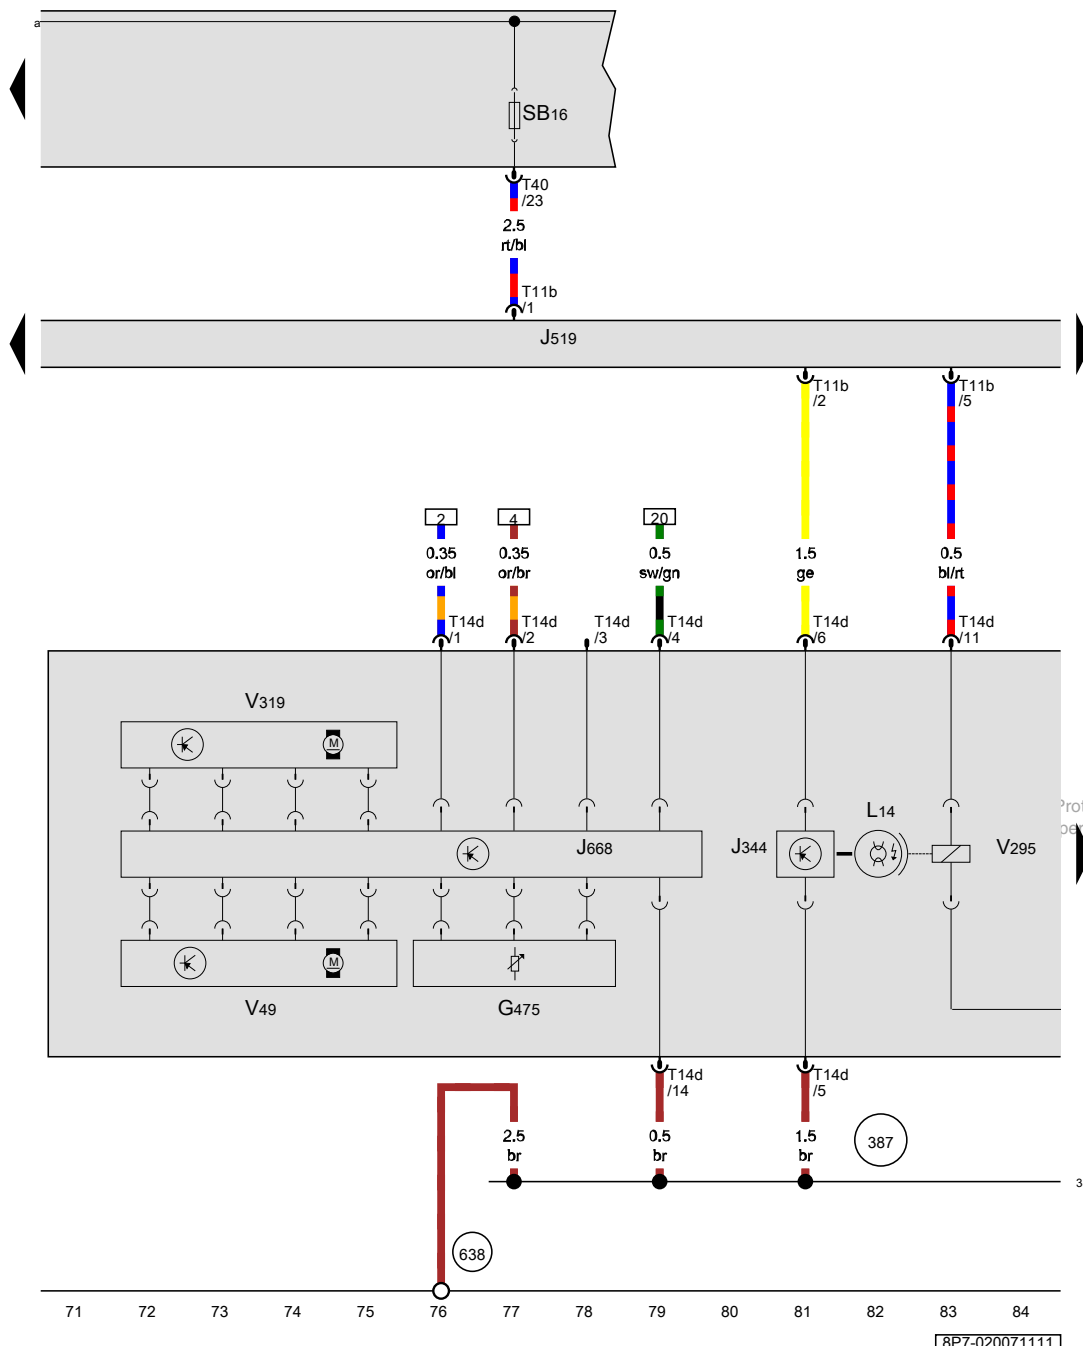 a
SB16
T40
/23
2.5
rt/bl
T11b
/1
J519
T11b
/2
T11b
/5
2
4
20
0.35
or/bl
0.35
or/br
0.5
sw/gn
1.5
ge
0.5
bl/rt
T14d
/1
T14d
/2
T14d
/3
T14d
/4
T14d
/6
T14d
/11
V319
M
L14
J668
J344
V295
M
V49
G475
T14d
/14
T14d
/5
2.5
br
0.5
br
1.5
br
387
3
638
71 72 73 74 75 76 77 78 79 80 81 82 83 84
8P7-020071111